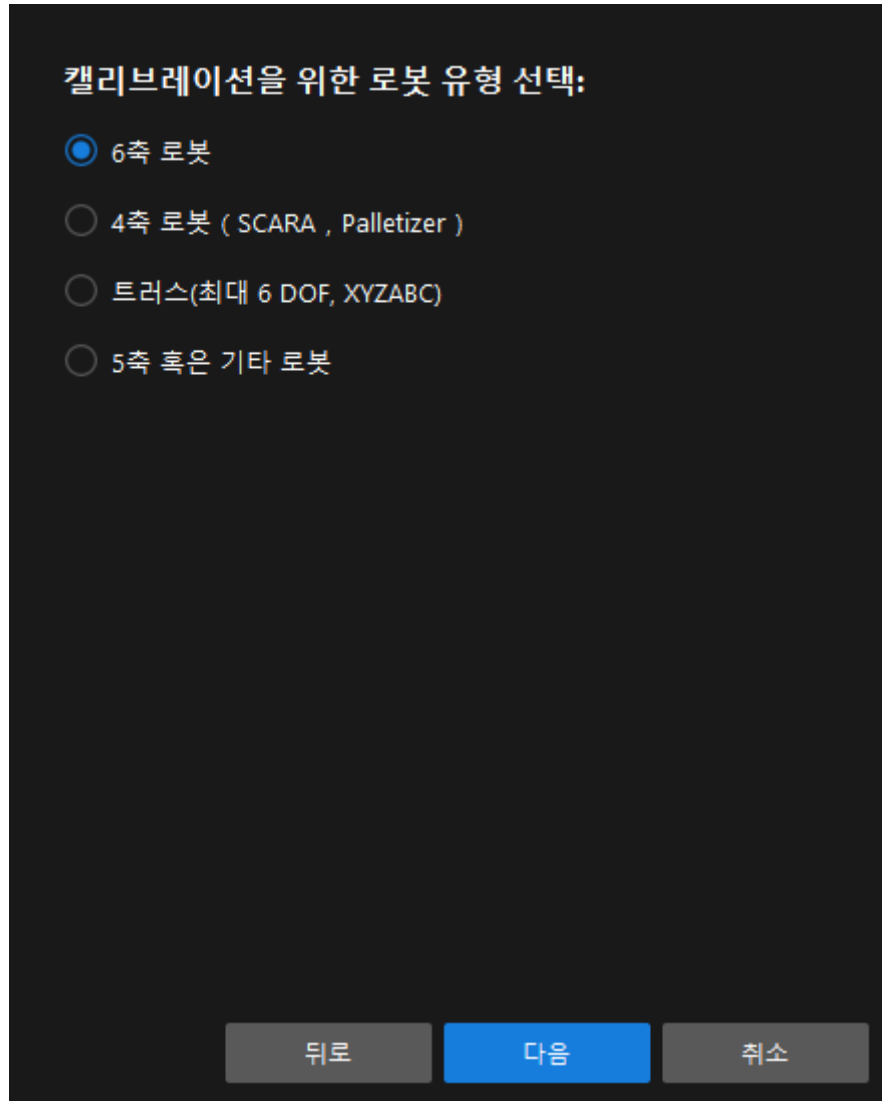 캘리브레이션을 위한 로봇 유형 선택:
6축 로봇
4축 로봇 ( SCARA , Palletizer )
트러스(최대 6 DOF, XYZABC)
5축 혹은 기타 로봇
뒤로 다음 취소